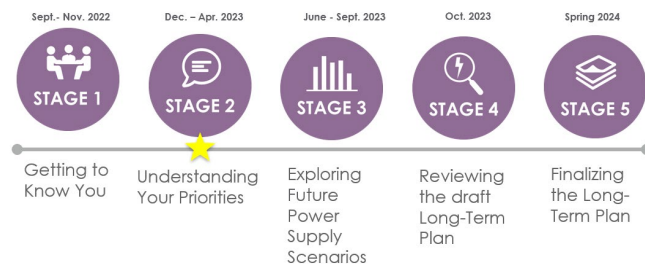 Sept.- Nov. 2022
Dec. – Apr. 2023
June - Sept. 2023
Oct. 2023
Spring 2024
STAGE 1
STAGE 2
STAGE 3
STAGE 4
STAGE 5
Getting to
Know You
Understanding
Your Priorities
Exploring
Future
Power
Supply
Scenarios
Reviewing
the draft
Long-Term
Plan
Finalizing
the Long-
Term Plan